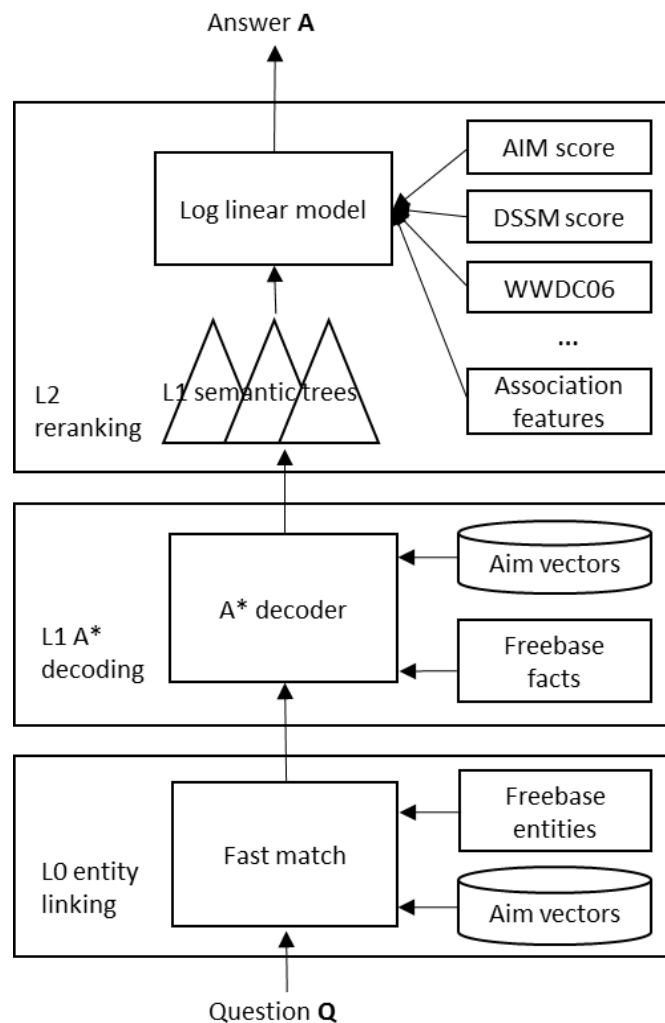 Answer A
Log linear model
AIM score
DSSM score
WWDC06
...
Association
features
L1 semantic trees
L2
reranking
L1 A*
decoding
A* decoder
Aim vectors
Freebase
facts
L0 entity
linking
Fast match
Freebase
entities
Aim vectors
Question Q